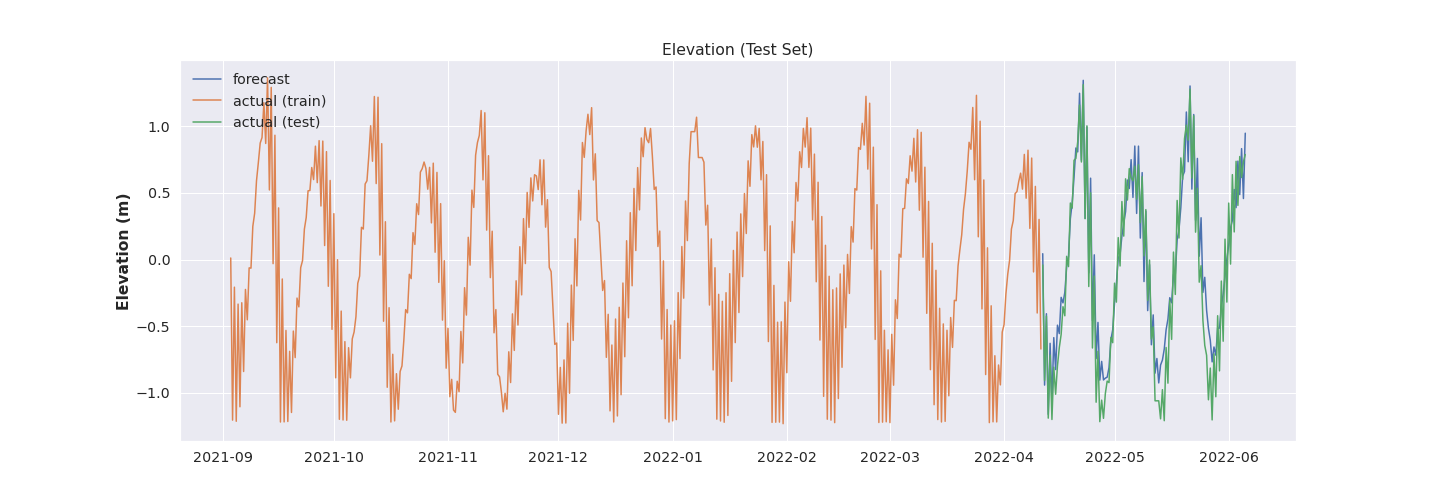 Elevation (Test Set)
forecast
actual (train)
actual (test)
Elevation (m)
1.0
0.5
0.0
−0.5
−1.0
2021-09 2021-10 2021-11 2021-12 2022-01 2022-02 2022-03 2022-04 2022-05 2022-06